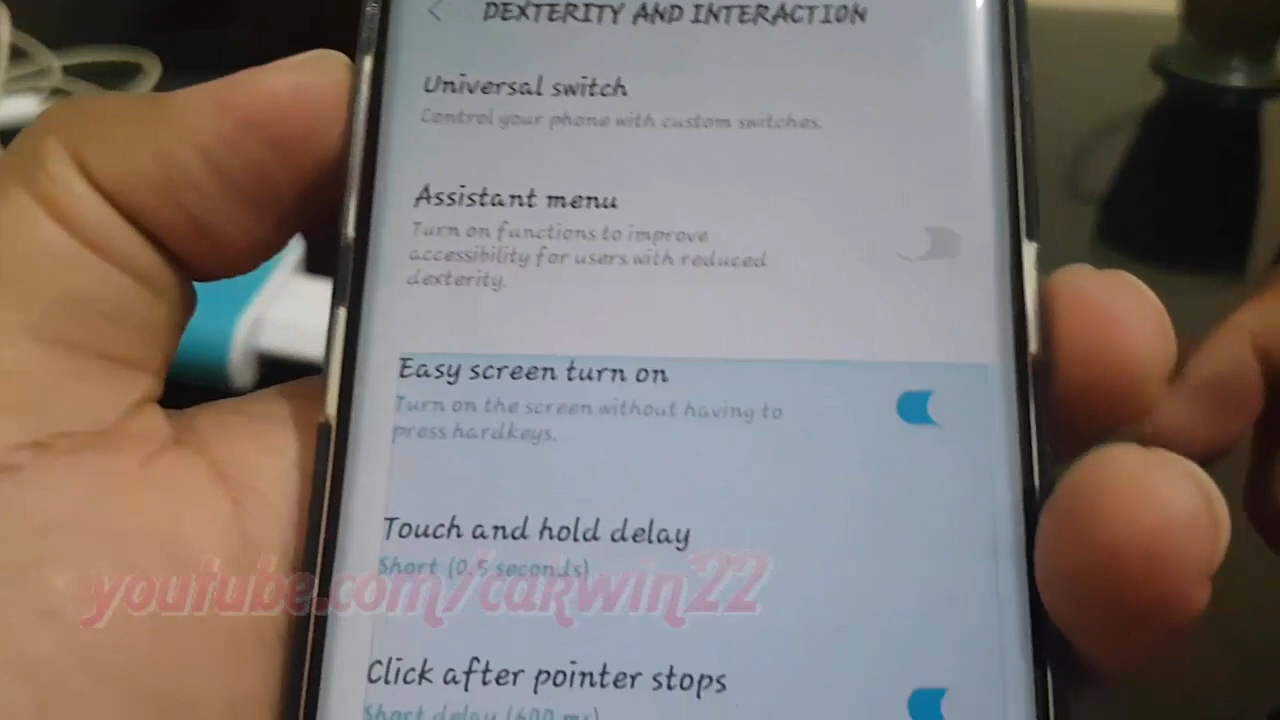 DEXTERITY AND INTERACTION
Universal switch
Control your phone with custom switches.
Assistant menu
Turn on functions to improve
accessibility for users with reduced
dexterity.
Easy screen turn on
Turn on the screen without having to
press hardkeys.
Touch and hold delay
Short (0.5 seconds)
youtube.com/cakwin22
Click after pointer stops
Short delay (600 ms)